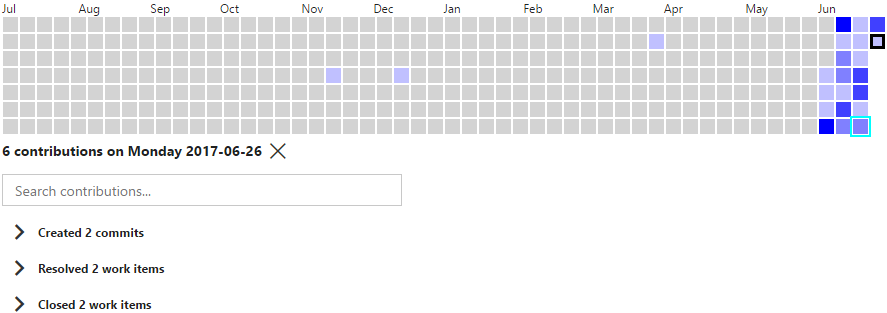 Jul Aug Sep Oct Nov Dec Jan Feb Mar Apr May Jun
6 contributions on Monday 2017-06-26
Search contributions...
Created 2 commits
Resolved 2 work items
Closed 2 work items